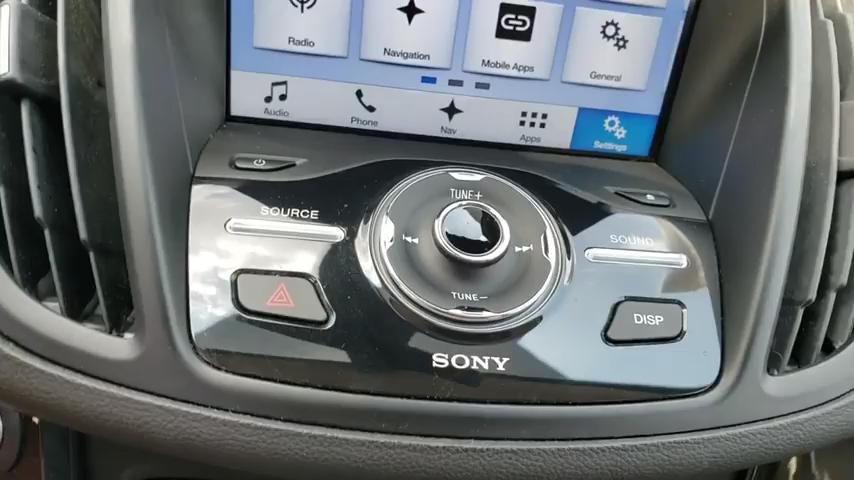 Radio
Navigation
Mobile Apps
General
Audio
Phone
Nav
Apps
Settings
SOURCE
TUNE+
SOUND
TUNE−
DISP
SONY